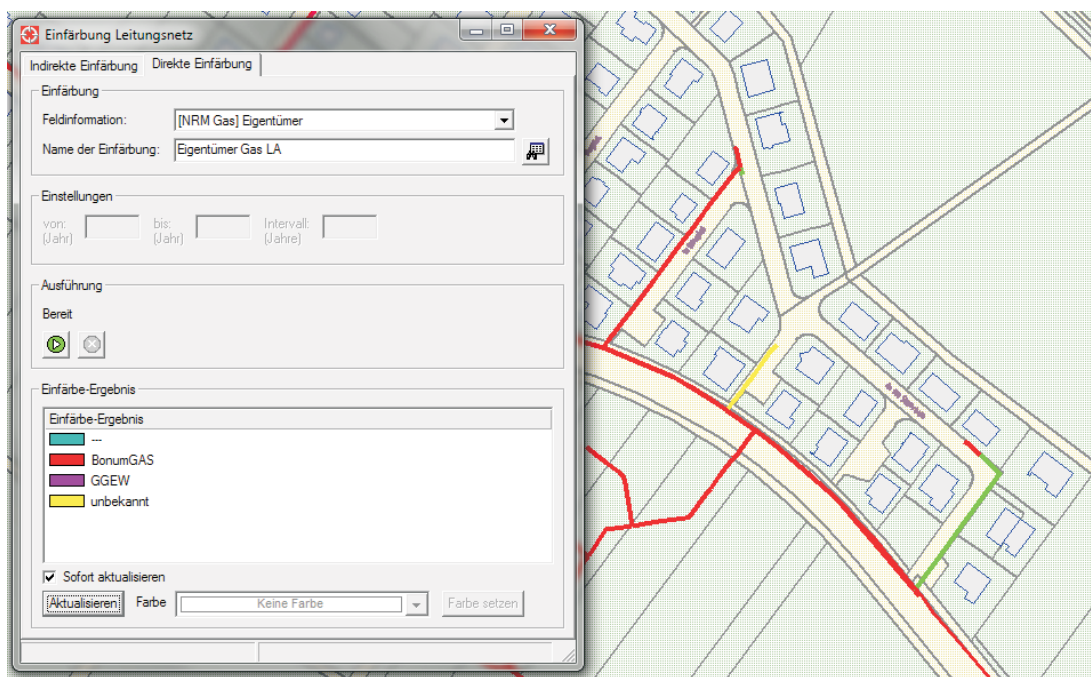 Einfärbung Leitungsnetz
Indirekte Einfärbung Direkte Einfärbung
Einfärbung
Feldinformation: [NRM Gas] Eigentümer
Name der Einfärbung: Eigentümer Gas LA
Einstellungen
von: bis: Intervall:
(Jahr) (Jahr) (Jahre)
Ausführung
Bereit
Einfärbe-Ergebnis
Einfärbe-Ergebnis
---
BonumGAS
GGEW
unbekannt
Sofort aktualisieren
Aktualisieren Farbe Keine Farbe Farbe setzen